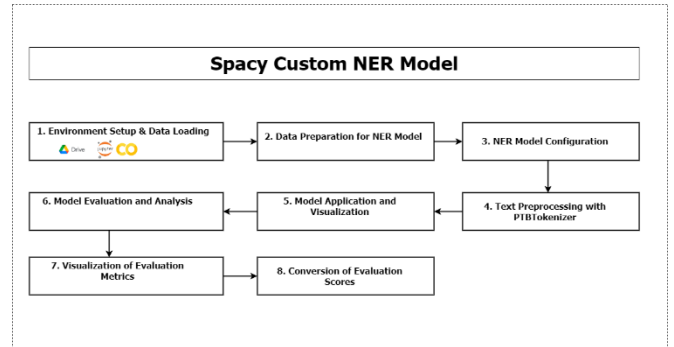 Spacy Custom NER Model
1. Environment Setup & Data Loading
Drive
CO
2. Data Preparation for NER Model
3. NER Model Configuration
6. Model Evaluation and Analysis
5. Model Application and
Visualization
4. Text Preprocessing with
PTBTokenizer
7. Visualization of Evaluation
Metrics
8. Conversion of Evaluation
Scores